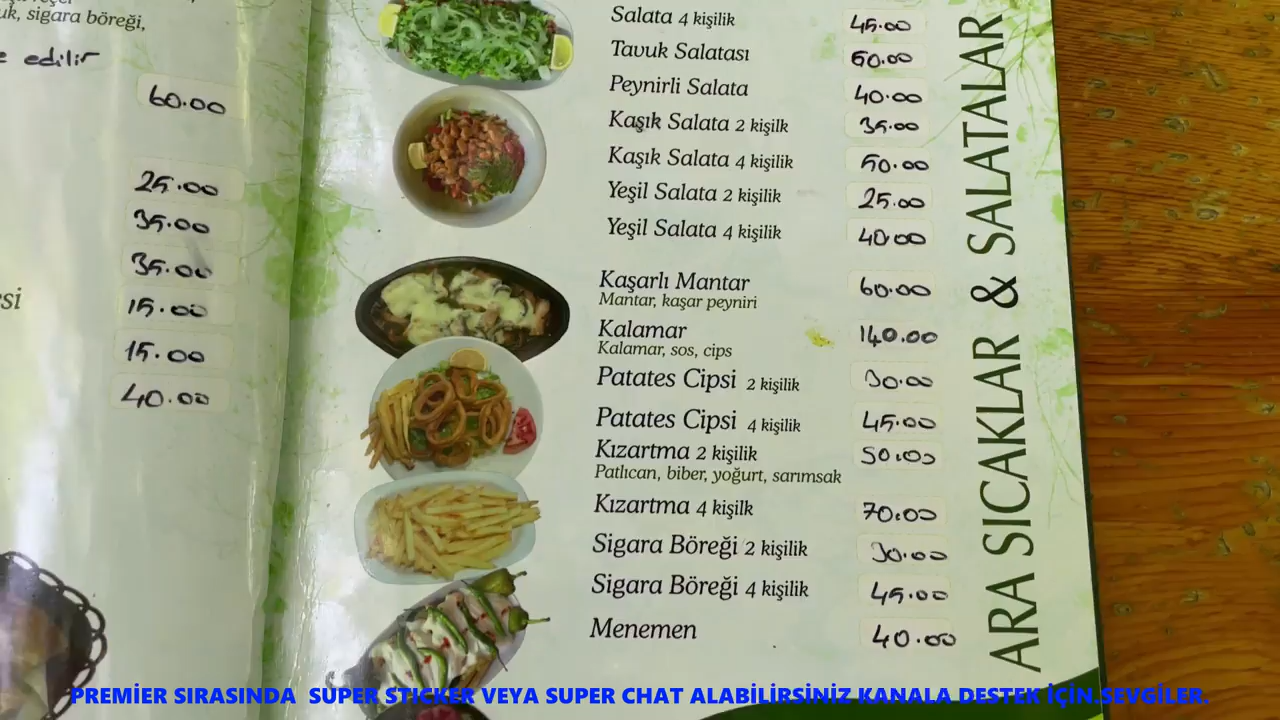 uk, sigara böreği,
e edilir
60.00
25.00
35.00
35.00
esi
15.00
15.00
40.00
Salata 4 kişilik 45.00
Tavuk Salatası 60.00
Peynirli Salata 40.00
Kaşık Salata 2 kişilk 35.00
Kaşık Salata 4 kişilik 50.00
Yeşil Salata 2 kişilik 25.00
Yeşil Salata 4 kişilik 40.00
Kaşarlı Mantar 60.00
Mantar, kaşar peyniri
Kalamar 140.00
Kalamar, sos, cips
Patates Cipsi 2 kişilik 30.00
Patates Cipsi 4 kişilik 45.00
Kızartma 2 kişilik 50.00
Patlıcan, biber, yoğurt, sarımsak
Kızartma 4 kişilk 70.00
Sigara Böreği 2 kişilik 30.00
Sigara Böreği 4 kişilik 45.00
Menemen 40.00
ARA SICAKLAR & SALATALAR
PREMİER SIRASINDA SUPER STICKER VEYA SUPER CHAT ALABİLİRSİNİZ KANALA DESTEK İÇİN.SEVGİLER.